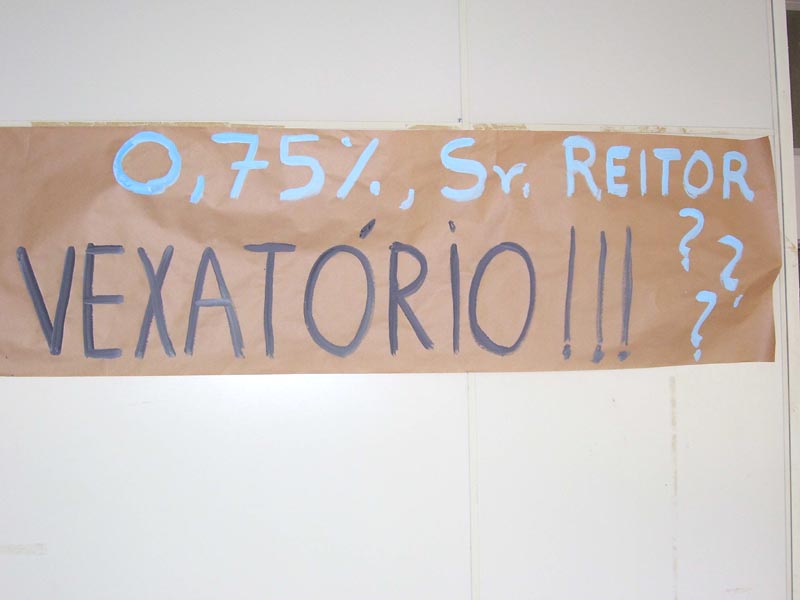 0,75%, Sr. REITOR
???
VEXATÓRIO!!!